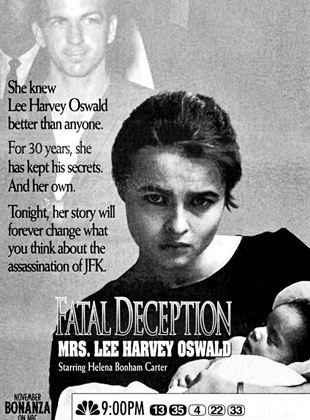 She knew
Lee Harvey Oswald
better than anyone.
For 30 years, she
has kept his secrets.
And her own.
Tonight, her story will
forever change what
you think about the
assassination of JFK.
FATAL DECEPTION
MRS. LEE HARVEY OSWALD
Starring Helena Bonham Carter
NOVEMBER
BONANZA
ON NBC
9:00PM 13 35 4 22 33